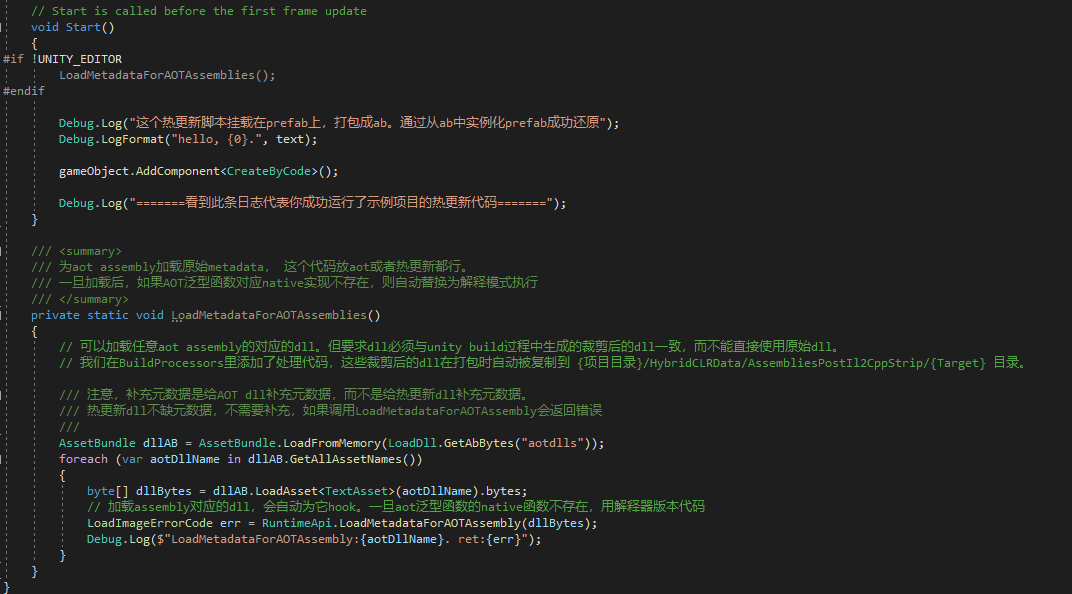 // Start is called before the first frame update
void Start()
{
#if !UNITY_EDITOR
LoadMetadataForAOTAssemblies();
#endif
Debug.Log("这个热更新脚本挂载在prefab上，打包成ab。通过从ab中实例化prefab成功还原");
Debug.LogFormat("hello, {0}.", text);
gameObject.AddComponent<CreateByCode>();
Debug.Log("=======看到此条日志代表你成功运行了示例项目的热更新代码=======");
}
/// <summary>
/// 为aot assembly加载原始metadata， 这个代码放aot或者热更新都行。
/// 一旦加载后，如果AOT泛型函数对应native实现不存在，则自动替换为解释模式执行
/// </summary>
private static void LoadMetadataForAOTAssemblies()
{
// 可以加载任意aot assembly的对应的dll。但要求dll必须与unity build过程中生成的裁剪后的dll一致，而不能直接使用原始dll。
// 我们在BuildProcessors里添加了处理代码，这些裁剪后的dll在打包时自动被复制到 {项目目录}/HybridCLRData/AssembliesPostIl2CppStrip/{Target} 目录。
/// 注意，补充元数据是给AOT dll补充元数据，而不是给热更新dll补充元数据。
/// 热更新dll不缺元数据，不需要补充，如果调用LoadMetadataForAOTAssembly会返回错误
///
AssetBundle dllAB = AssetBundle.LoadFromMemory(LoadDll.GetAbBytes("aotdlls"));
foreach (var aotDllName in dllAB.GetAllAssetNames())
{
byte[] dllBytes = dllAB.LoadAsset<TextAsset>(aotDllName).bytes;
// 加载assembly对应的dll，会自动为它hook。一旦aot泛型函数的native函数不存在，用解释器版本代码
LoadImageErrorCode err = RuntimeApi.LoadMetadataForAOTAssembly(dllBytes);
Debug.Log($"LoadMetadataForAOTAssembly:{aotDllName}. ret:{err}");
}
}
}